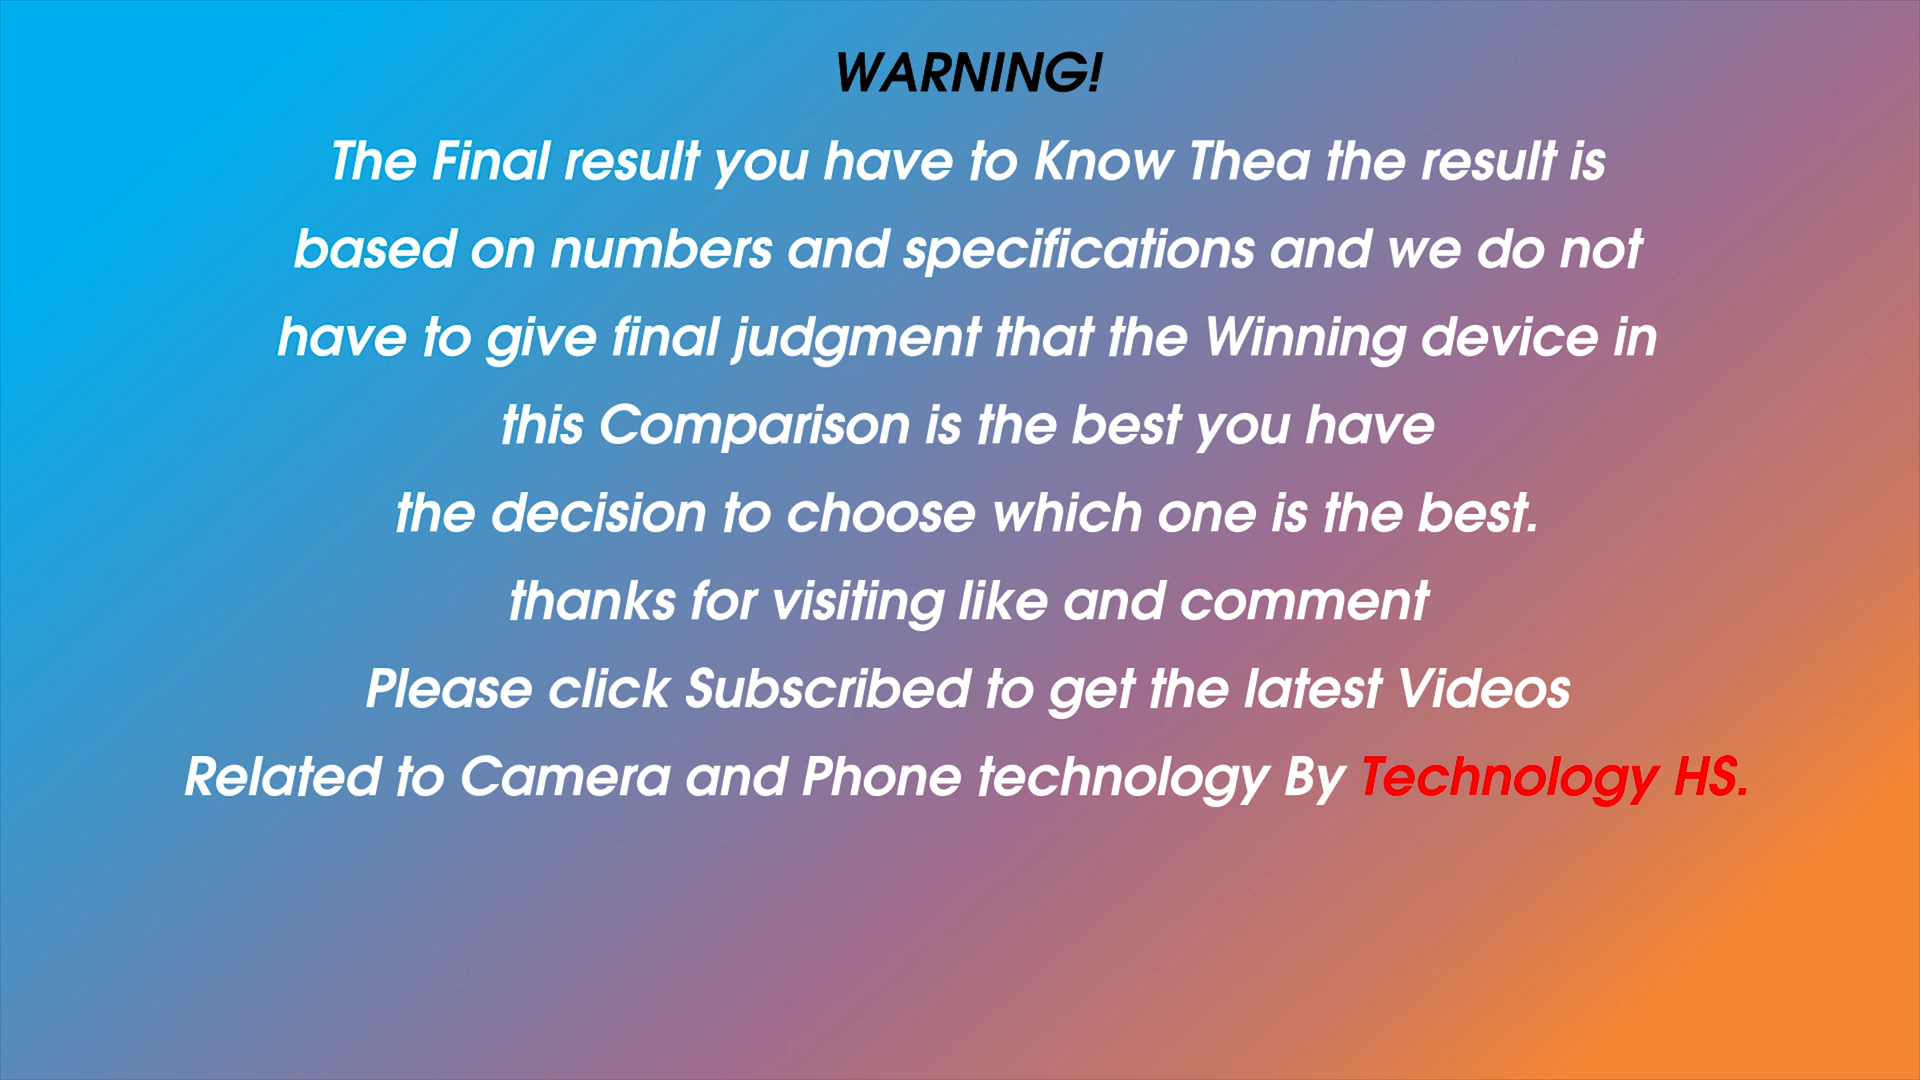 WARNING!
The Final result you have to Know Thea the result is
based on numbers and specifications and we do not
have to give final judgment that the Winning device in
this Comparison is the best you have
the decision to choose which one is the best.
thanks for visiting like and comment
Please click Subscribed to get the latest Videos
Related to Camera and Phone technology By Technology HS.